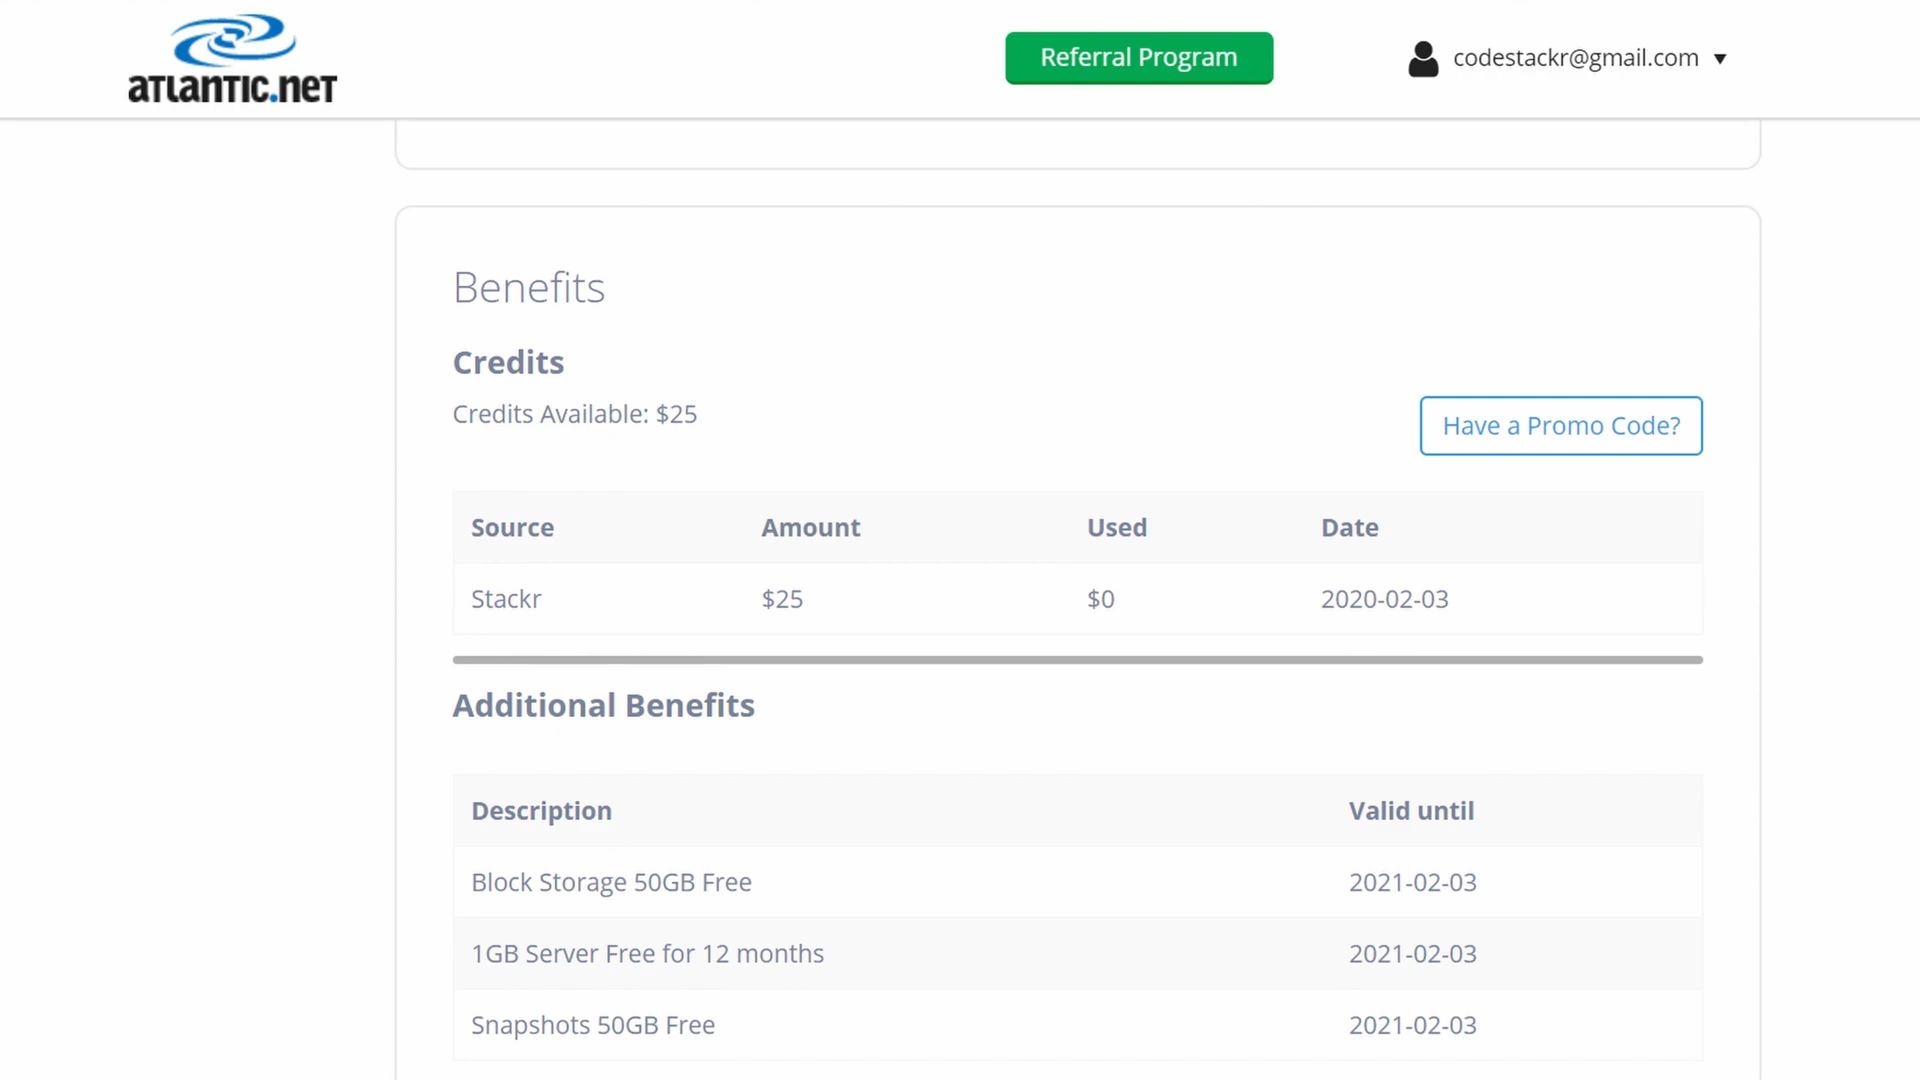 ATLANTIC.NET
Referral Program
codestackr@gmail.com
Benefits
Credits
Credits Available: $25
Have a Promo Code?
Source Amount Used Date
Stackr $25 $0 2020-02-03
Additional Benefits
Description Valid until
Block Storage 50GB Free 2021-02-03
1GB Server Free for 12 months 2021-02-03
Snapshots 50GB Free 2021-02-03